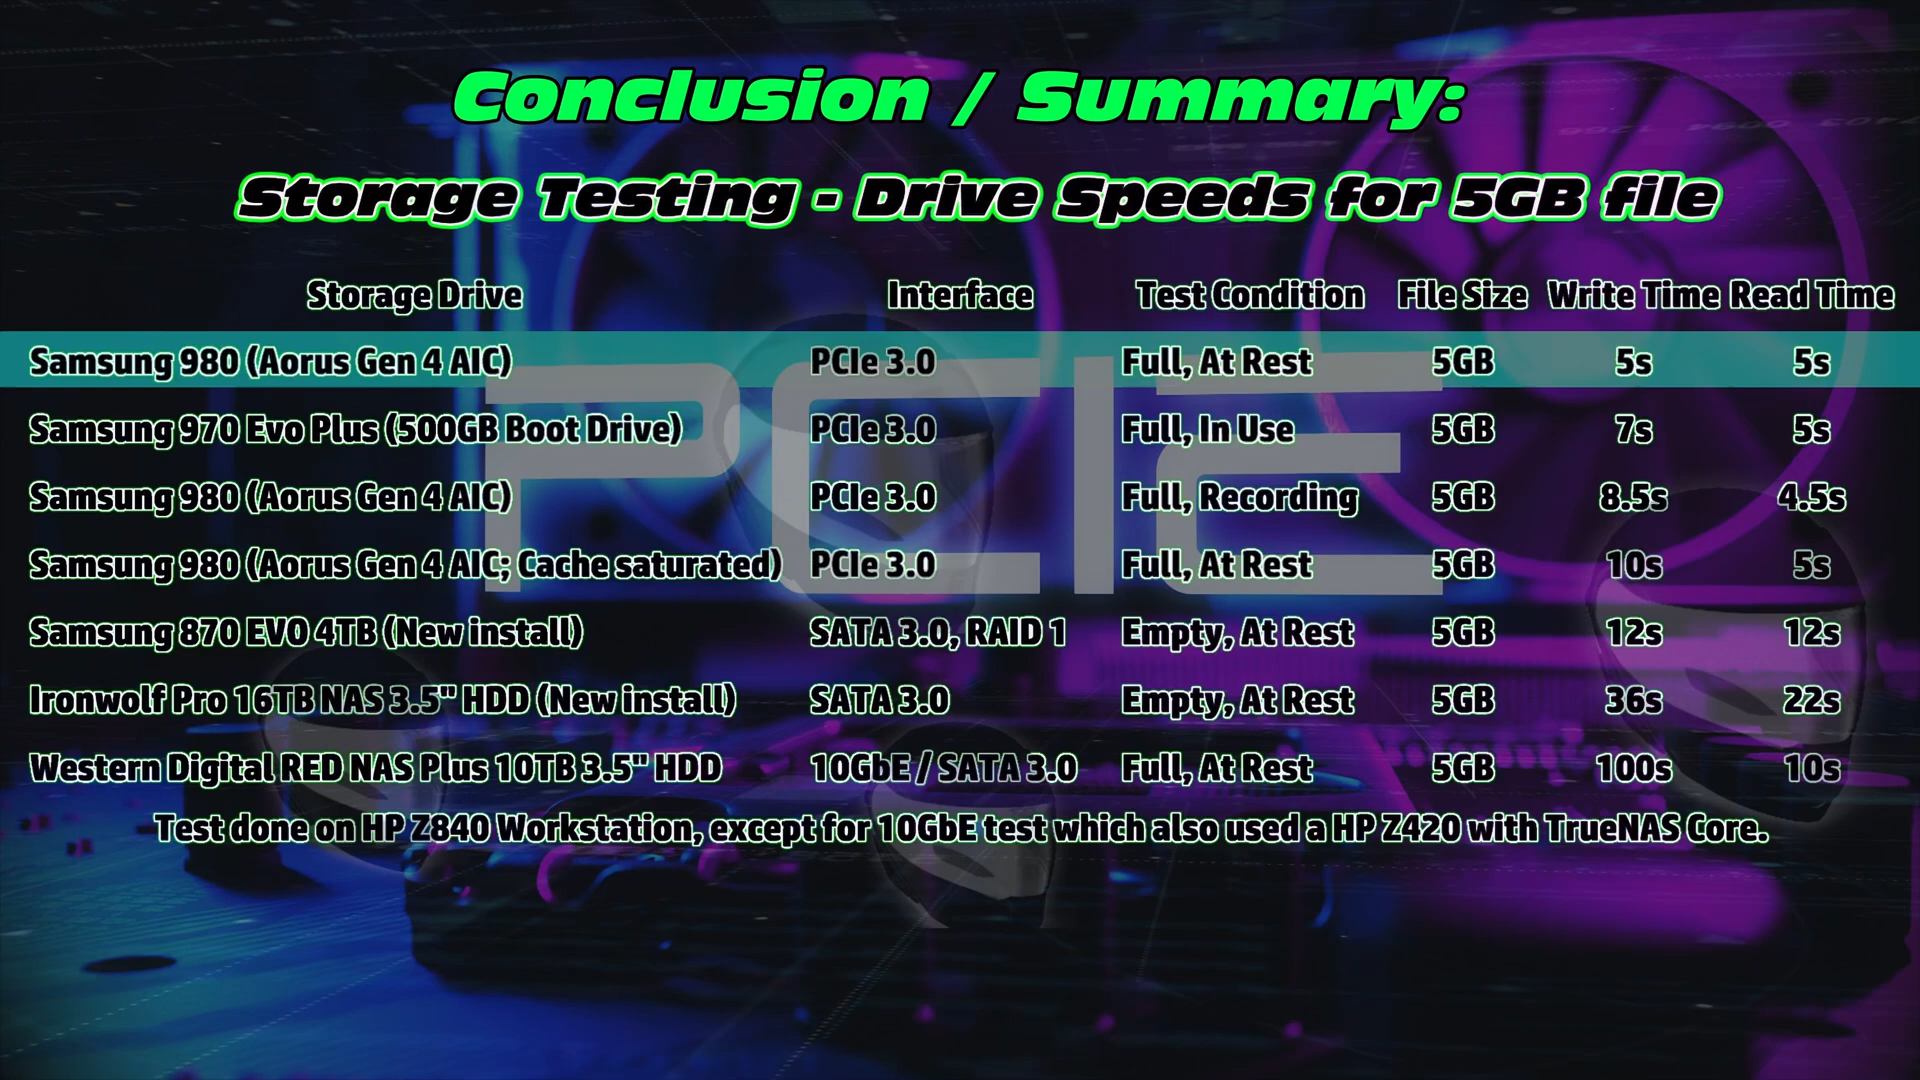 Conclusion / Summary:
Storage Testing - Drive Speeds for 5GB file
Storage Drive Interface Test Condition File Size Write Time Read Time
Samsung 980 (Aorus Gen 4 AIC) PCIe 3.0 Full, At Rest 5GB 5s 5s
Samsung 970 Evo Plus (500GB Boot Drive) PCIe 3.0 Full, In Use 5GB 7s 5s
Samsung 980 (Aorus Gen 4 AIC) PCIe 3.0 Full, Recording 5GB 8.5s 4.5s
Samsung 980 (Aorus Gen 4 AIC; Cache saturated) PCIe 3.0 Full, At Rest 5GB 10s 5s
Samsung 870 EVO 4TB (New install) SATA 3.0, RAID 1 Empty, At Rest 5GB 12s 12s
Ironwolf Pro 16TB NAS 3.5" HDD (New install) SATA 3.0 Empty, At Rest 5GB 36s 22s
Western Digital RED NAS Plus 10TB 3.5" HDD 10GbE / SATA 3.0 Full, At Rest 5GB 100s 10s
Test done on HP Z840 Workstation, except for 10GbE test which also used a HP Z420 with TrueNAS Core.
PCIE